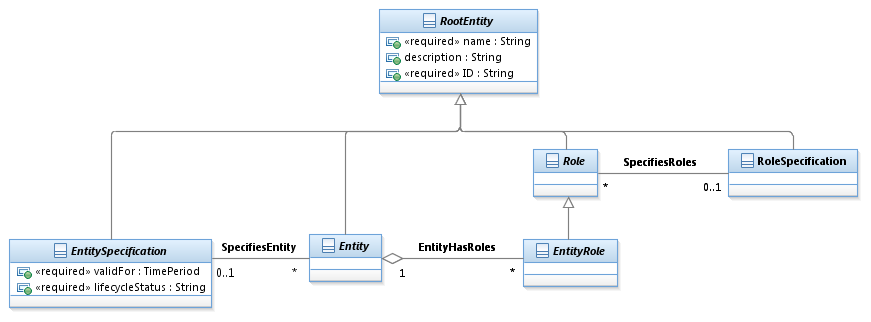 RootEntity
«required» name : String
description : String
«required» ID : String
Role
SpecifiesRoles
RoleSpecification
*
0..1
EntitySpecification
«required» validFor : TimePeriod
«required» lifecycleStatus : String
SpecifiesEntity
0..1
*
Entity
EntityHasRoles
1
*
EntityRole